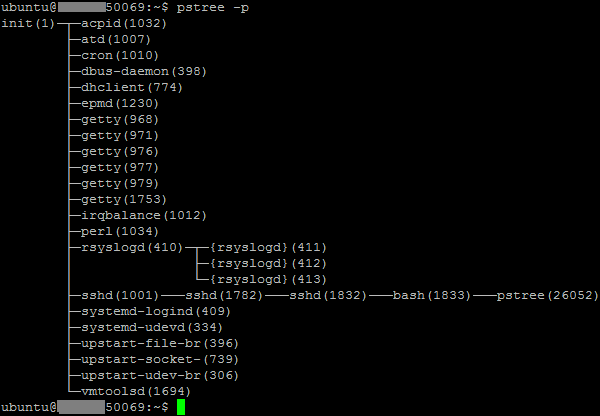 ubuntu@50069:~$ pstree -p
init(1)─┬─acpid(1032)
        ├─atd(1007)
        ├─cron(1010)
        ├─dbus-daemon(398)
        ├─dhclient(774)
        ├─epmd(1230)
        ├─getty(968)
        ├─getty(971)
        ├─getty(976)
        ├─getty(977)
        ├─getty(979)
        ├─getty(1753)
        ├─irqbalance(1012)
        ├─perl(1034)
        ├─rsyslogd(410)─┬─{rsyslogd}(411)
        │               ├─{rsyslogd}(412)
        │               └─{rsyslogd}(413)
        ├─sshd(1001)───sshd(1782)───sshd(1832)───bash(1833)───pstree(26052)
        ├─systemd-logind(409)
        ├─systemd-udevd(334)
        ├─upstart-file-br(396)
        ├─upstart-socket-(739)
        ├─upstart-udev-br(306)
        └─vmtoolsd(1694)
ubuntu@50069:~$